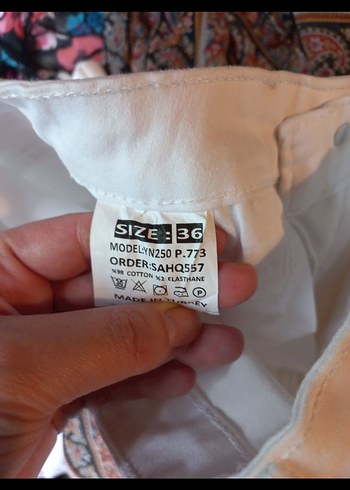 SIZE: 36
MODEL:YN250 P.773
ORDER:SAHQ557
%98 COTTON %2 ELASTHANE
P
MADE IN TURKEY